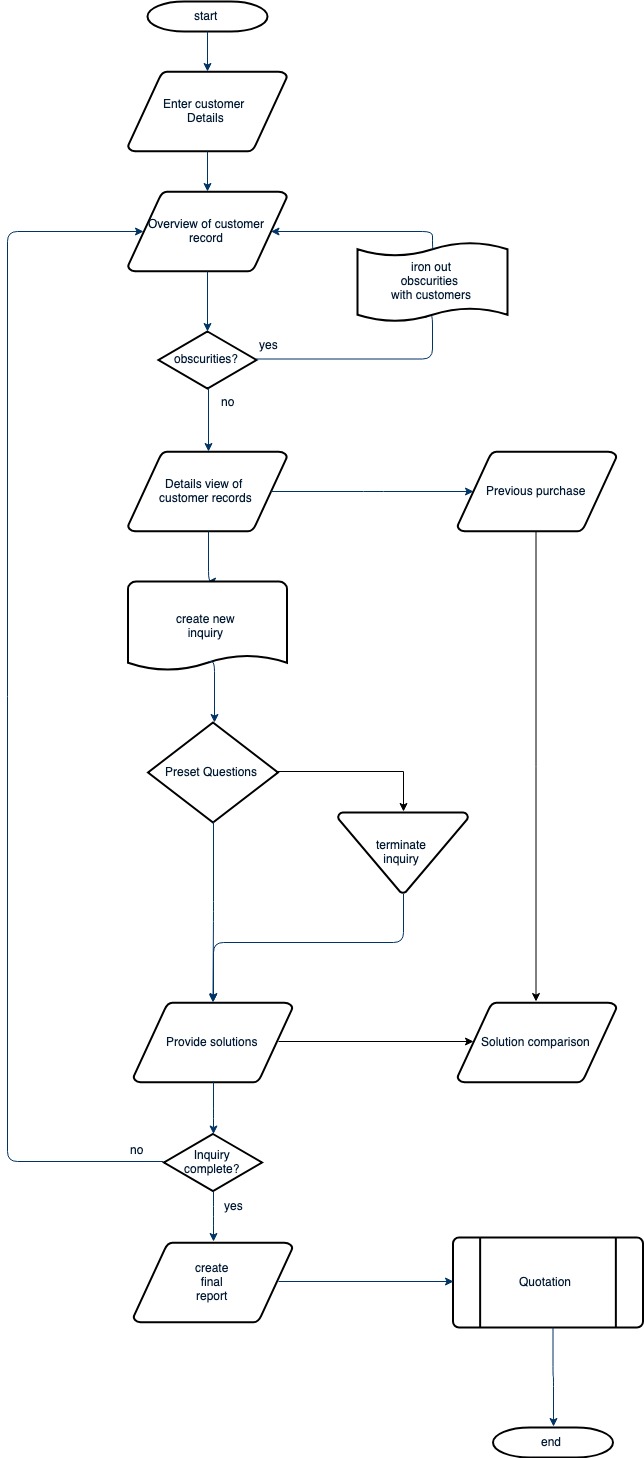 start
Enter customer
Details
Overview of customer
record
iron out
obscurities
with customers
obscurities?
yes
no
Details view of
customer records
Previous purchase
create new
inquiry
Preset Questions
terminate
inquiry
Provide solutions
Solution comparison
Inquiry
complete?
no
yes
create
final
report
Quotation
end